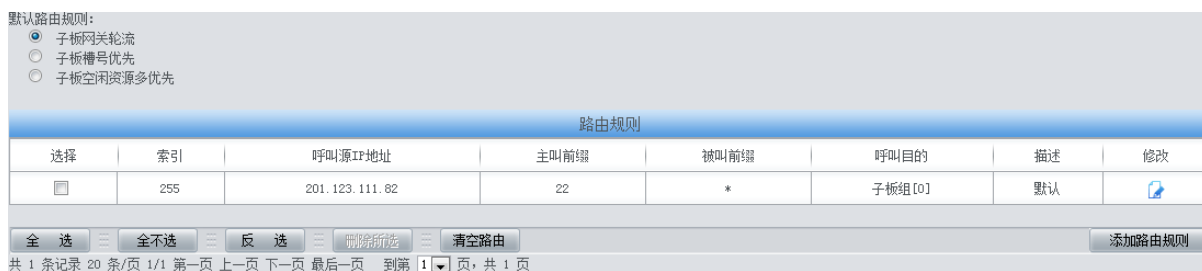 默认路由规则:
子板网关轮流
子板槽号优先
子板空闲资源多优先
路由规则
选择 索引 呼叫源IP地址 主叫前缀 被叫前缀 呼叫目的 描述 修改
255 201.123.111.82 22 * 子板组[0] 默认
全 选 全不选 反 选 删除所选 清空路由 添加路由规则
共 1 条记录 20 条/页 1/1 第一页 上一页 下一页 最后一页 到第 1 页，共 1 页